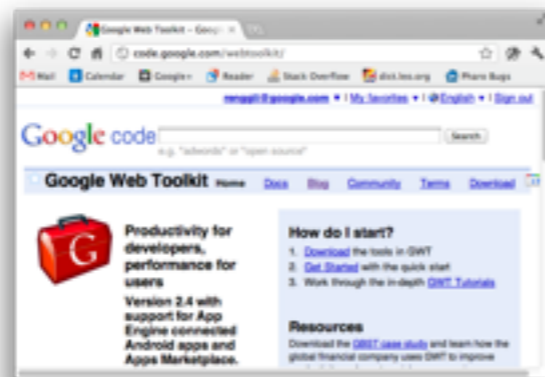 Google Web Toolkit - Goog
code.google.com/webtoolkit/
Mail Calendar Google+ Reader Stack Overflow dict.leo.org Pharo Bugs
renggli@google.com ▼ | My favorites ▼ | English ▼ | Sign out
Google code Search
e.g. "adwords" or "open source"
Google Web Toolkit Home Docs Blog Community Terms Download
G
Productivity for
developers,
performance for
users
Version 2.4 with
support for App
Engine connected
Android apps and
Apps Marketplace.
How do I start?
1. Download the tools in GWT
2. Get Started with the quick start
3. Work through the in-depth GWT Tutorials
Resources
Download the case study and learn how the
global financial company uses GWT to improve